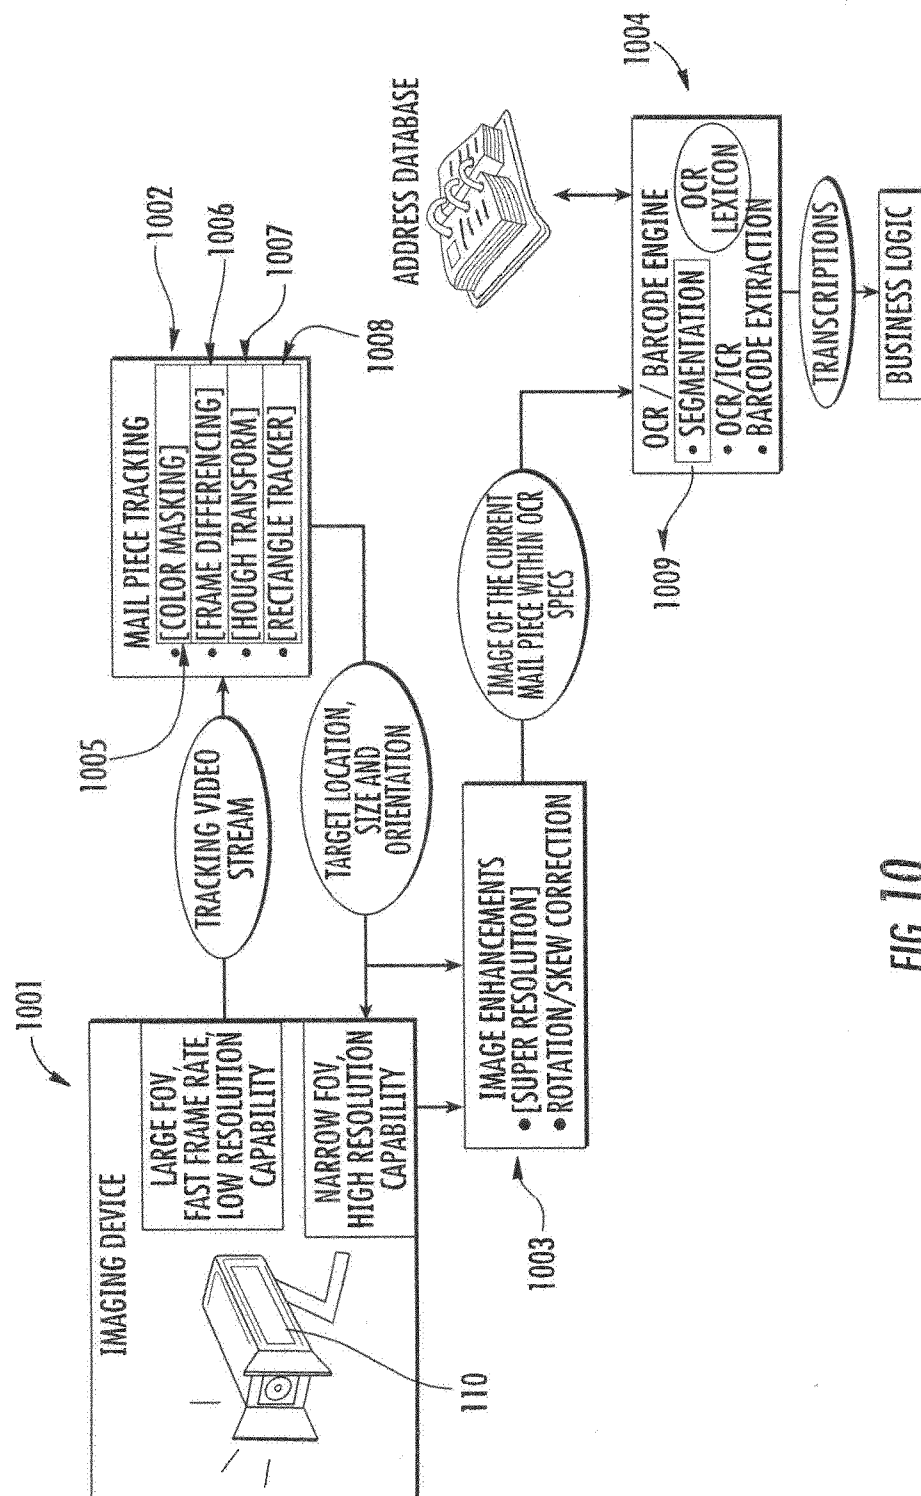 1001
IMAGING DEVICE
110
LARGE FOV,
FAST FRAME RATE,
LOW RESOLUTION
CAPABILITY
NARROW FOV,
HIGH RESOLUTION
CAPABILITY
TRACKING VIDEO
STREAM
1005
1002
1006
1007
1008
MAIL PIECE TRACKING
• [COLOR MASKING]
• [FRAME DIFFERENCING]
• [HOUGH TRANSFORM]
• [RECTANGLE TRACKER]
TARGET LOCATION,
SIZE AND
ORIENTATION
1003
IMAGE ENHANCEMENTS
• [SUPER RESOLUTION]
• ROTATION/SKEW CORRECTION
IMAGE OF THE CURRENT
MAIL PIECE WITHIN OCR
SPECS
ADDRESS DATABASE
1004
1009
OCR / BARCODE ENGINE
• SEGMENTATION
OCR
LEXICON
• OCR/ICR
• BARCODE EXTRACTION
TRANSCRIPTIONS
BUSINESS LOGIC
FIG. 10